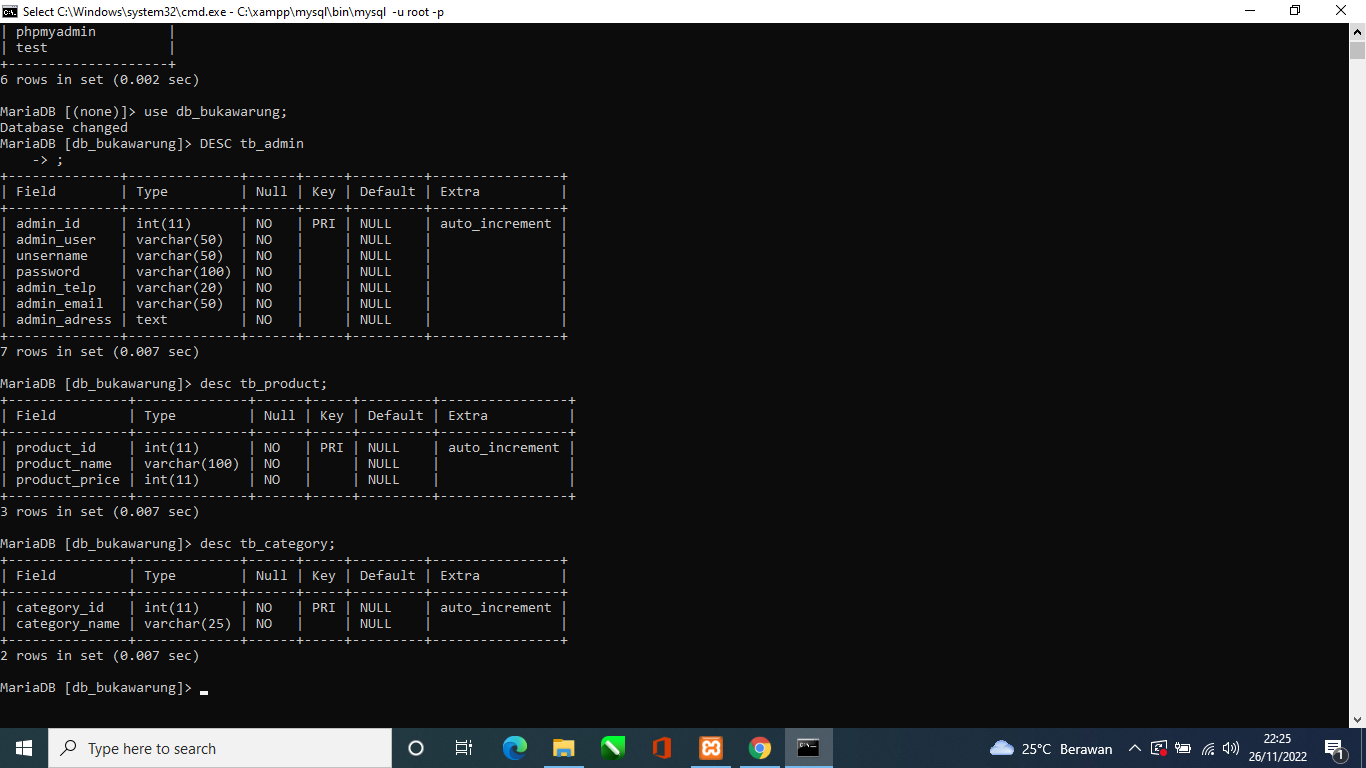 Select C:\Windows\system32\cmd.exe - C:\xampp\mysql\bin\mysql  -u root -p
| phpmyadmin         |
| test               |
+--------------------+
6 rows in set (0.002 sec)
MariaDB [(none)]> use db_bukawarung;
Database changed
MariaDB [db_bukawarung]> DESC tb_admin
    -> ;
+--------------+--------------+------+-----+---------+----------------+
| Field        | Type         | Null | Key | Default | Extra          |
+--------------+--------------+------+-----+---------+----------------+
| admin_id     | int(11)      | NO   | PRI | NULL    | auto_increment |
| admin_user   | varchar(50)  | NO   |     | NULL    |                |
| unsername    | varchar(50)  | NO   |     | NULL    |                |
| password     | varchar(100) | NO   |     | NULL    |                |
| admin_telp   | varchar(20)  | NO   |     | NULL    |                |
| admin_email  | varchar(50)  | NO   |     | NULL    |                |
| admin_adress | text         | NO   |     | NULL    |                |
+--------------+--------------+------+-----+---------+----------------+
7 rows in set (0.007 sec)
MariaDB [db_bukawarung]> desc tb_product;
+---------------+--------------+------+-----+---------+----------------+
| Field         | Type         | Null | Key | Default | Extra          |
+---------------+--------------+------+-----+---------+----------------+
| product_id    | int(11)      | NO   | PRI | NULL    | auto_increment |
| product_name  | varchar(100) | NO   |     | NULL    |                |
| product_price | int(11)      | NO   |     | NULL    |                |
+---------------+--------------+------+-----+---------+----------------+
3 rows in set (0.007 sec)
MariaDB [db_bukawarung]> desc tb_category;
+---------------+-------------+------+-----+---------+----------------+
| Field         | Type        | Null | Key | Default | Extra          |
+---------------+-------------+------+-----+---------+----------------+
| category_id   | int(11)     | NO   | PRI | NULL    | auto_increment |
| category_name | varchar(25) | NO   |     | NULL    |                |
+---------------+-------------+------+-----+---------+----------------+
2 rows in set (0.007 sec)
MariaDB [db_bukawarung]> _
Type here to search
25°C Berawan
22:25
26/11/2022
1